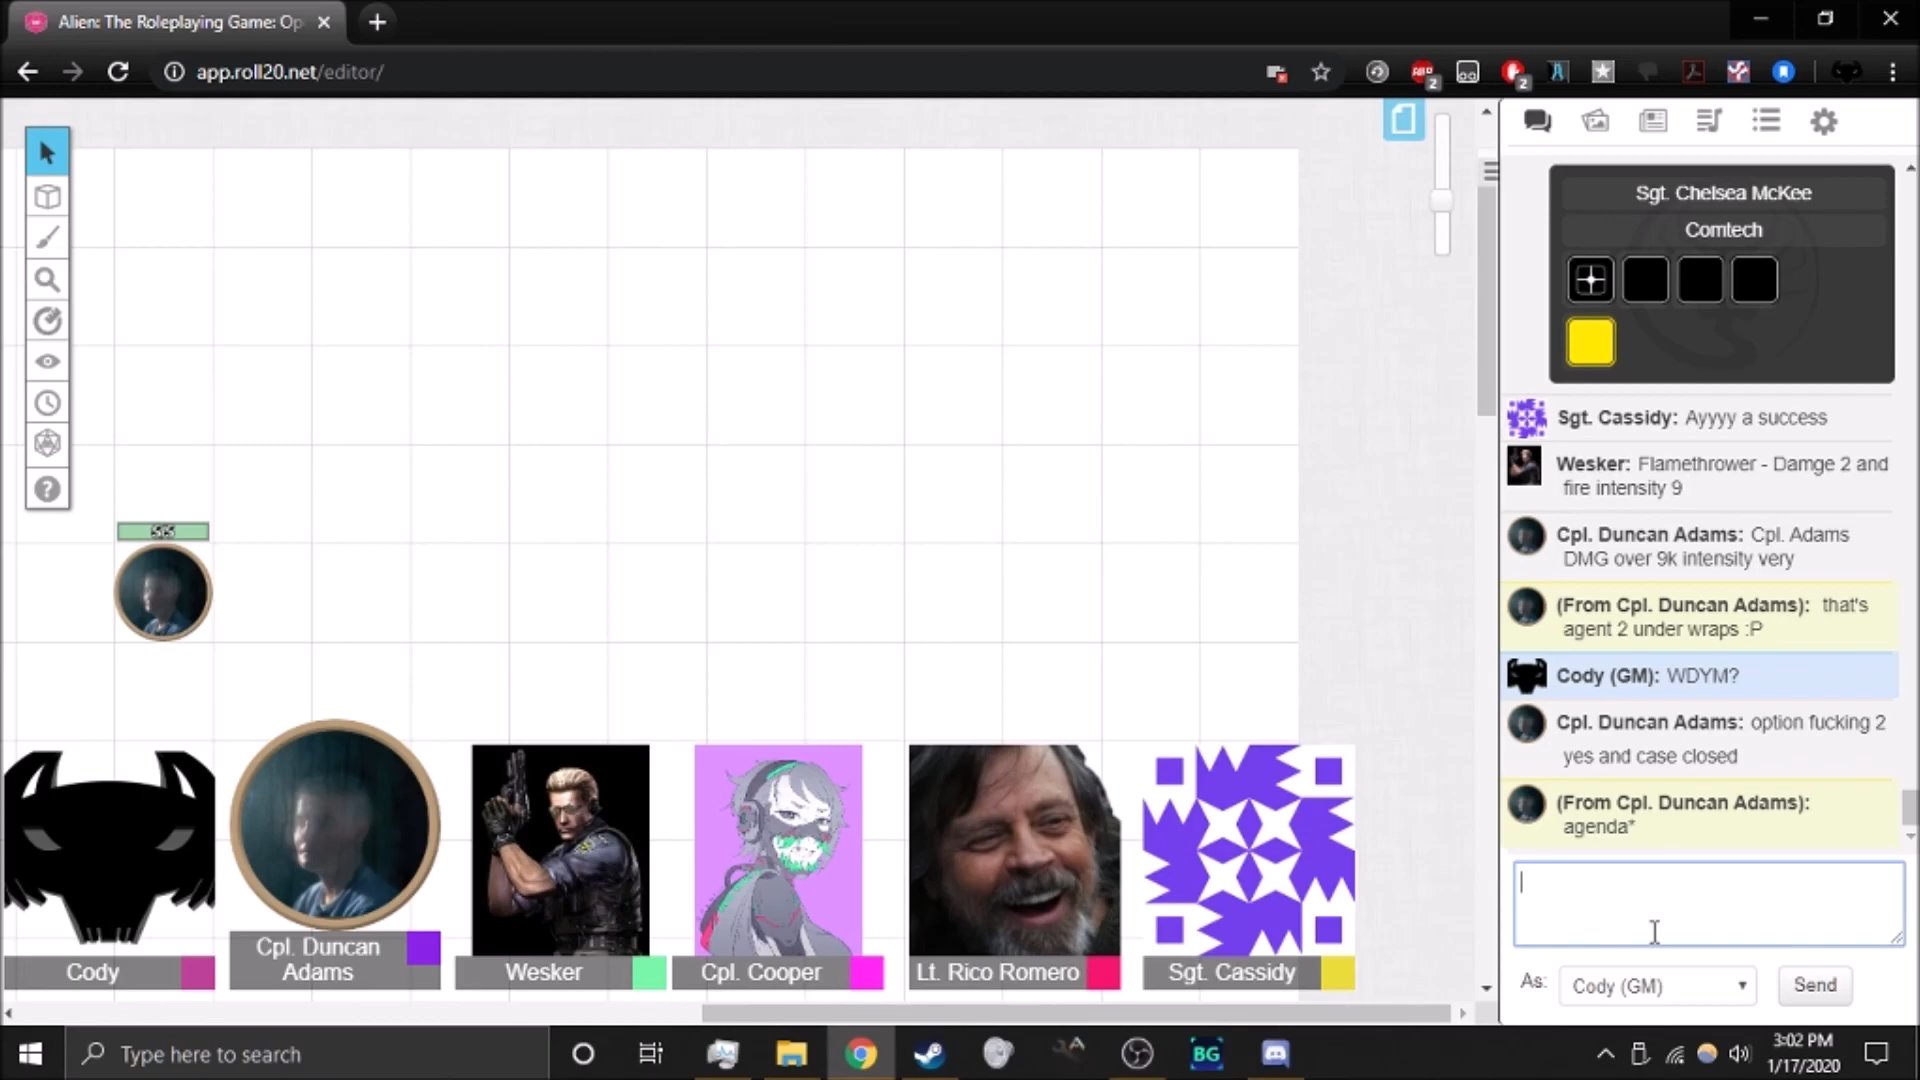 Alien: The Roleplaying Game: Op
app.roll20.net/editor/
2
2
Sgt. Chelsea McKee
Comtech
Sgt. Cassidy: Ayyyy a success
Wesker: Flamethrower - Damge 2 and
fire intensity 9
Cpl. Duncan Adams: Cpl. Adams
DMG over 9k intensity very
(From Cpl. Duncan Adams): that's
agent 2 under wraps :P
Cody (GM): WDYM?
Cpl. Duncan Adams: option fucking 2
yes and case closed
(From Cpl. Duncan Adams):
agenda*
As:
Cody (GM)
Send
Cody
Cpl. Duncan
Adams
Wesker
Cpl. Cooper
Lt. Rico Romero
Sgt. Cassidy
Type here to search
BG
3:02 PM
1/17/2020